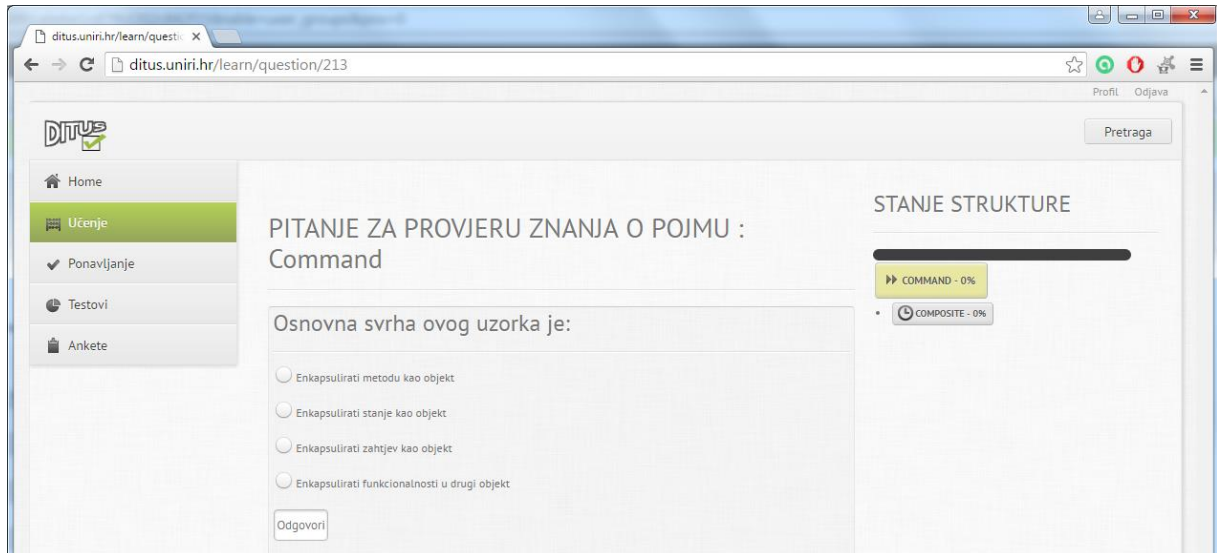 ditus.uniri.hr/learn/questio
ditus.uniri.hr/learn/question/213
Profil Odjava
DITUS
Pretraga
Home
Učenje
Ponavljanje
Testovi
Ankete
PITANJE ZA PROVJERU ZNANJA O POJMU :
Command
Osnovna svrha ovog uzorka je:
Enkapsulirati metodu kao objekt
Enkapsulirati stanje kao objekt
Enkapsulirati zahtjev kao objekt
Enkapsulirati funkcionalnosti u drugi objekt
Odgovori
STANJE STRUKTURE
COMMAND - 0%
COMPOSITE - 0%